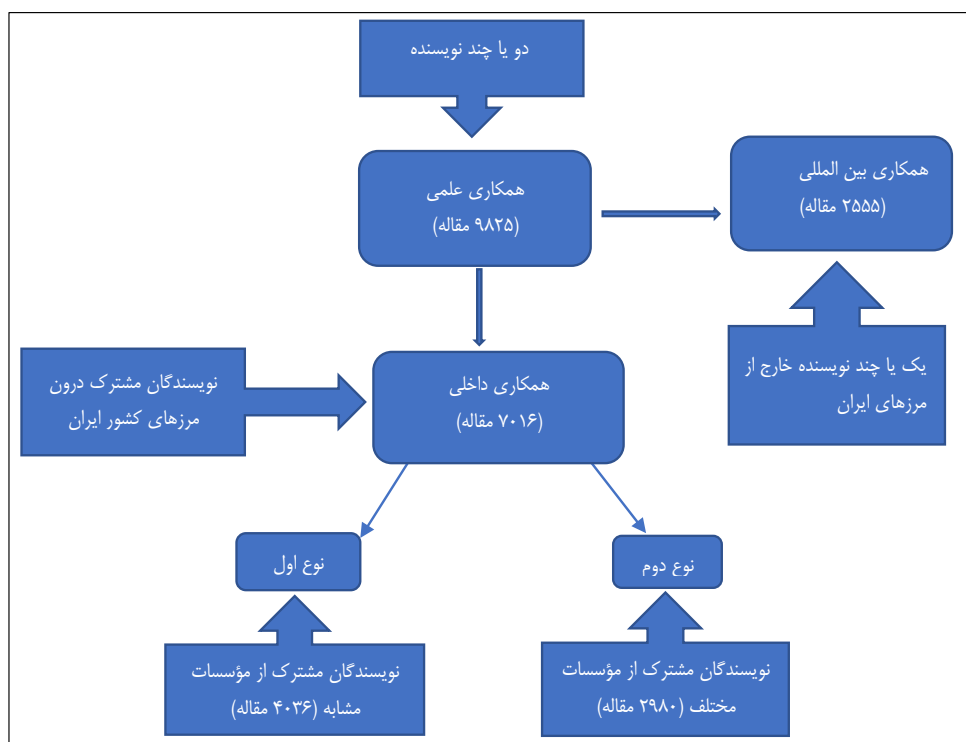 دو یا چند نویسنده
همکاری علمی
(۹۸۲۵ مقاله)
همکاری بین المللی
(۲۵۵۵ مقاله)
یک یا چند نویسنده خارج از
مرزهای ایران
همکاری داخلی
(۷۰۱۶ مقاله)
نویسندگان مشترک درون
مرزهای کشور ایران
نوع دوم
نوع اول
نویسندگان مشترک از مؤسسات
مختلف (۲۹۸۰ مقاله)
نویسندگان مشترک از مؤسسات
مشابه (۴۰۳۶ مقاله)